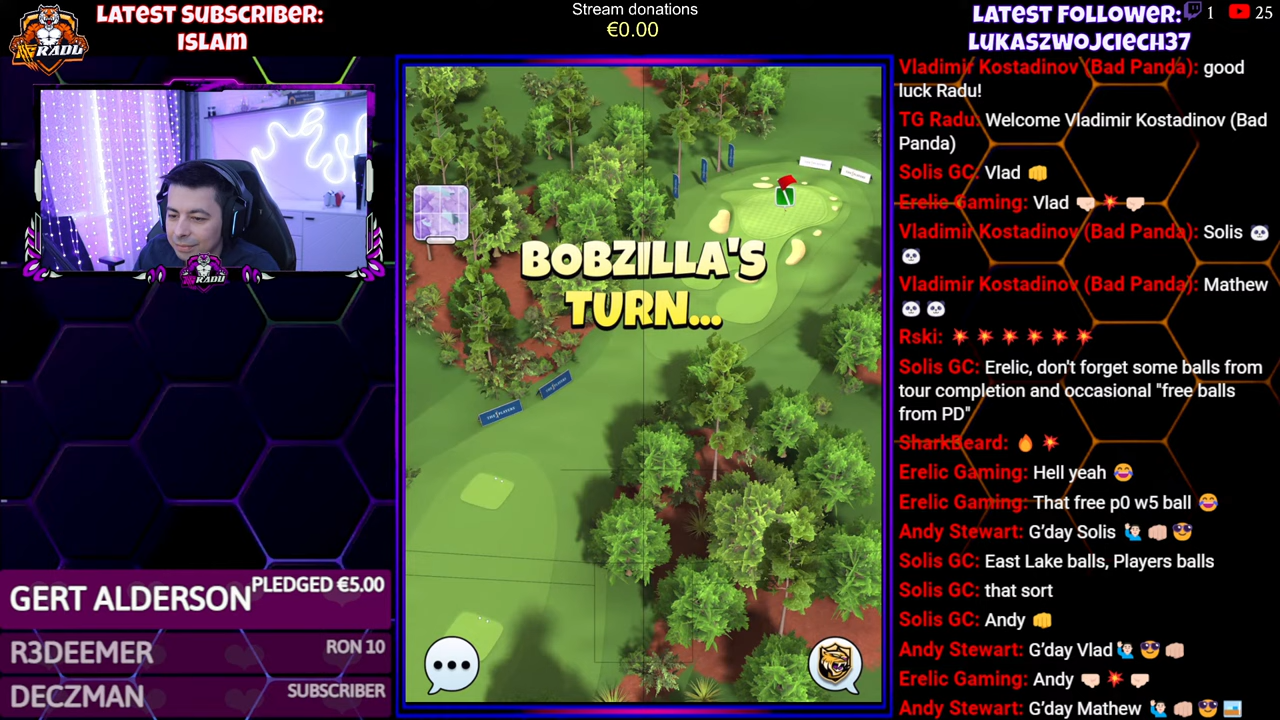 LATEST SUBSCRIBER:
ISLAM
RADU
Stream donations
€0.00
LATEST FOLLOWER:
LUKASZWOJCIECH37
1
25
RADU
BOBZILLA'S
TURN...
THE PLAYERS
GERT ALDERSON
PLEDGED €5.00
R3DEEMER
RON 10
DECZMAN
SUBSCRIBER
Vladimir Kostadinov (Bad Panda): good
luck Radu!
TG Radu: Welcome Vladimir Kostadinov (Bad
Panda)
Solis GC: Vlad 👊
Erelic Gaming: Vlad 🤜🏻 💥 🤛🏻
Vladimir Kostadinov (Bad Panda): Solis 🐼
🐼
Vladimir Kostadinov (Bad Panda): Mathew
🐼 🐼
Rski: 💥 💥 💥 💥 💥 💥
Solis GC: Erelic, don't forget some balls from
tour completion and occasional "free balls
from PD"
SharkBeard: 🔥 💥
Erelic Gaming: Hell yeah 😂
Erelic Gaming: That free p0 w5 ball 😂
Andy Stewart: G'day Solis 🙋🏻‍♂️ 👊🏻 😎
Solis GC: East Lake balls, Players balls
Solis GC: that sort
Solis GC: Andy 👊
Andy Stewart: G'day Vlad 🙋🏻‍♂️ 😎 👊🏻
Erelic Gaming: Andy 🤜🏻 💥 🤛🏻
Andy Stewart: G'day Mathew 🙋🏻‍♂️ 👊🏻 😎 🖼️